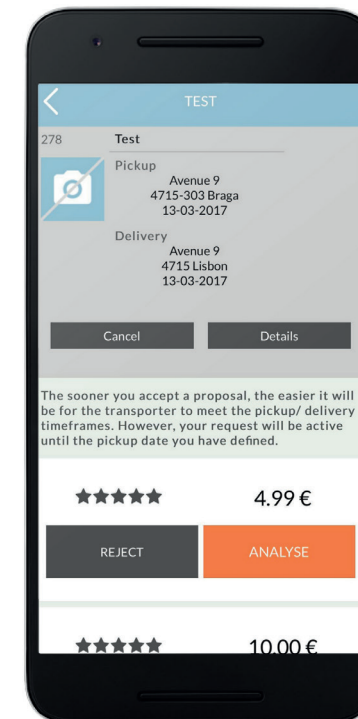 TEST
278 Test
Pickup
Avenue 9
4715-303 Braga
13-03-2017
Delivery
Avenue 9
4715 Lisbon
13-03-2017
Cancel Details
The sooner you accept a proposal, the easier it will
be for the transporter to meet the pickup/ delivery
timeframes. However, your request will be active
until the pickup date you have defined.
4.99 €
REJECT ANALYSE
10.00 €